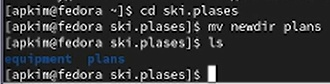 [apkim@fedora ~]$ cd ski.plases
[apkim@fedora ski.plases]$ mv newdir plans
[apkim@fedora ski.plases]$ ls
equipment plans
[apkim@fedora ski.plases]$